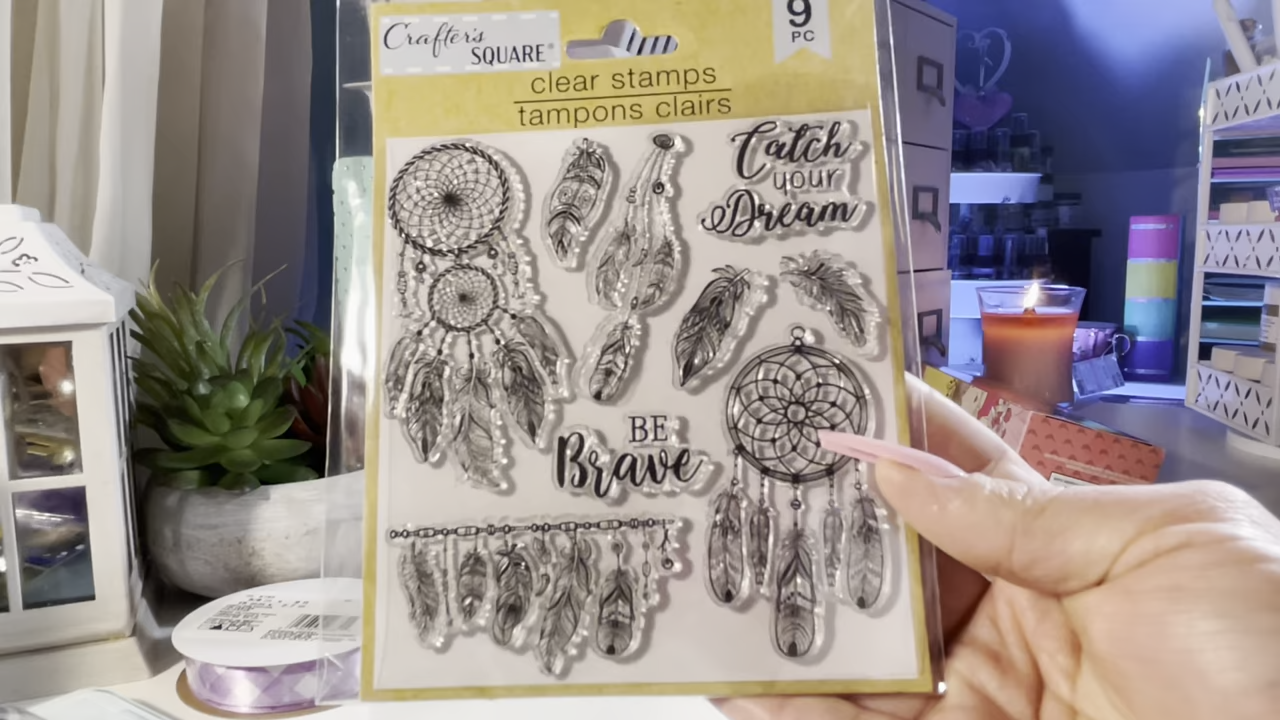 Crafter's
SQUARE®
9
PC
clear stamps
tampons clairs
Catch
your
Dream
BE
Brave